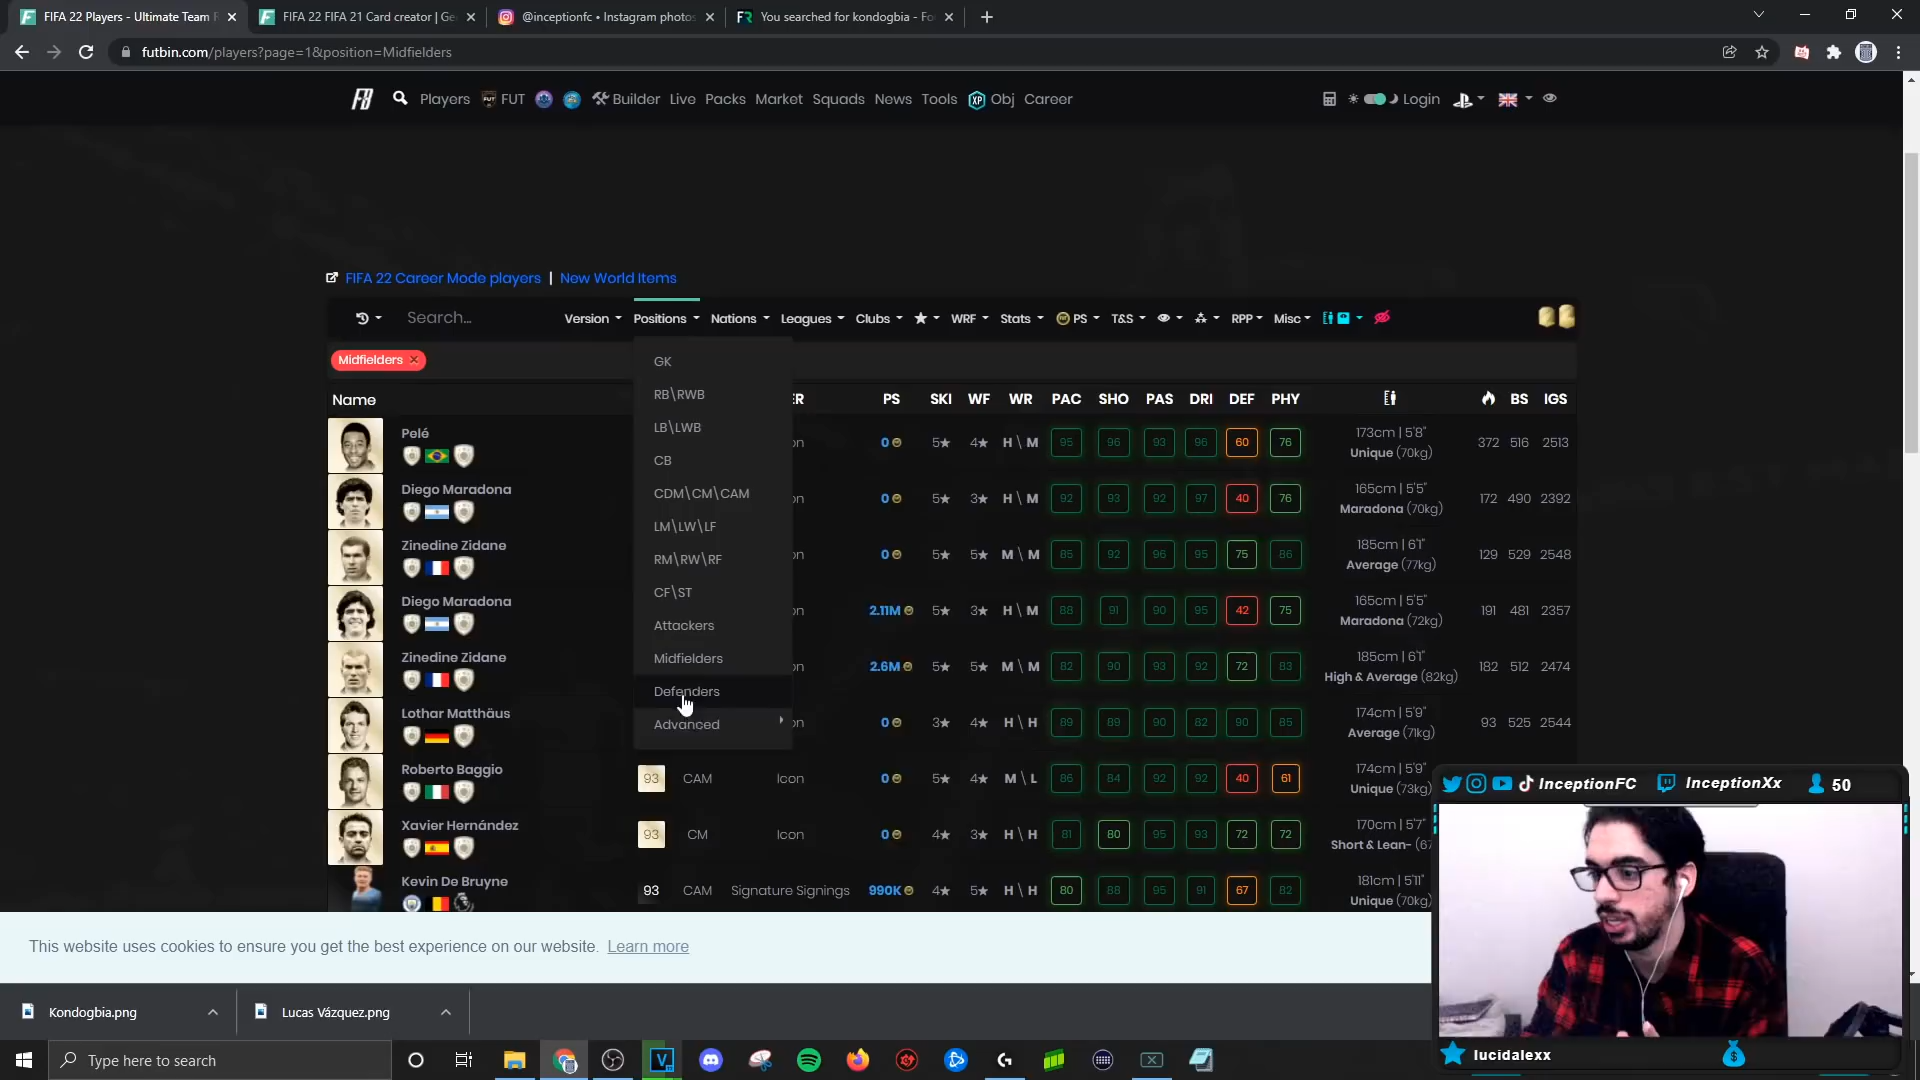 FIFA 22 Players - Ultimate Team
FIFA 22 FIFA 21 Card creator | Ge
@inceptionfc • Instagram photos
You searched for kondogbia - Fo
futbin.com/players?page=1&position=Midfielders
Players FUT Builder Live Packs Market Squads News Tools XP Obj Career Login
FIFA 22 Career Mode players | New World Items
Search... Version Positions Nations Leagues Clubs WRF Stats PS T&S RPP Misc
Midfielders ×
GK
RB\RWB
LB\LWB
CB
CDM\CM\CAM
LM\LW\LF
RM\RW\RF
CF\ST
Attackers
Midfielders
Defenders
Advanced
Name ER PS SKI WF WR PAC SHO PAS DRI DEF PHY BS IGS
Pelé on 0 5★ 4★ H \ M 95 96 93 96 60 76 173cm | 5'8" 372 516 2513
Unique (70kg)
Diego Maradona on 0 5★ 3★ H \ M 92 93 92 97 40 76 165cm | 5'5" 172 490 2392
Maradona (70kg)
Zinedine Zidane on 0 5★ 5★ M \ M 85 92 96 95 75 86 185cm | 6'1" 129 529 2548
Average (77kg)
Diego Maradona on 2.11M 5★ 3★ H \ M 88 91 90 95 42 75 165cm | 5'5" 191 481 2357
Maradona (72kg)
Zinedine Zidane on 2.6M 5★ 5★ M \ M 82 90 93 92 72 83 185cm | 6'1" 182 512 2474
High & Average (82kg)
Lothar Matthäus on 0 3★ 4★ H \ H 89 89 90 82 90 85 174cm | 5'9" 93 525 2544
Average (71kg)
Roberto Baggio 93 CAM Icon 0 5★ 4★ M \ L 86 84 92 92 40 61 174cm | 5'9"
Unique (73kg)
Xavier Hernández 93 CM Icon 0 4★ 3★ H \ H 81 80 95 93 72 72 170cm | 5'7"
Short & Lean- (67
Kevin De Bruyne 93 CAM Signature Signings 990K 4★ 5★ H \ H 80 88 95 91 67 82 181cm | 5'11"
Unique (70kg)
InceptionFC InceptionXx 50
lucidalexx
This website uses cookies to ensure you get the best experience on our website. Learn more
Kondogbia.png
Lucas Vázquez.png
Type here to search